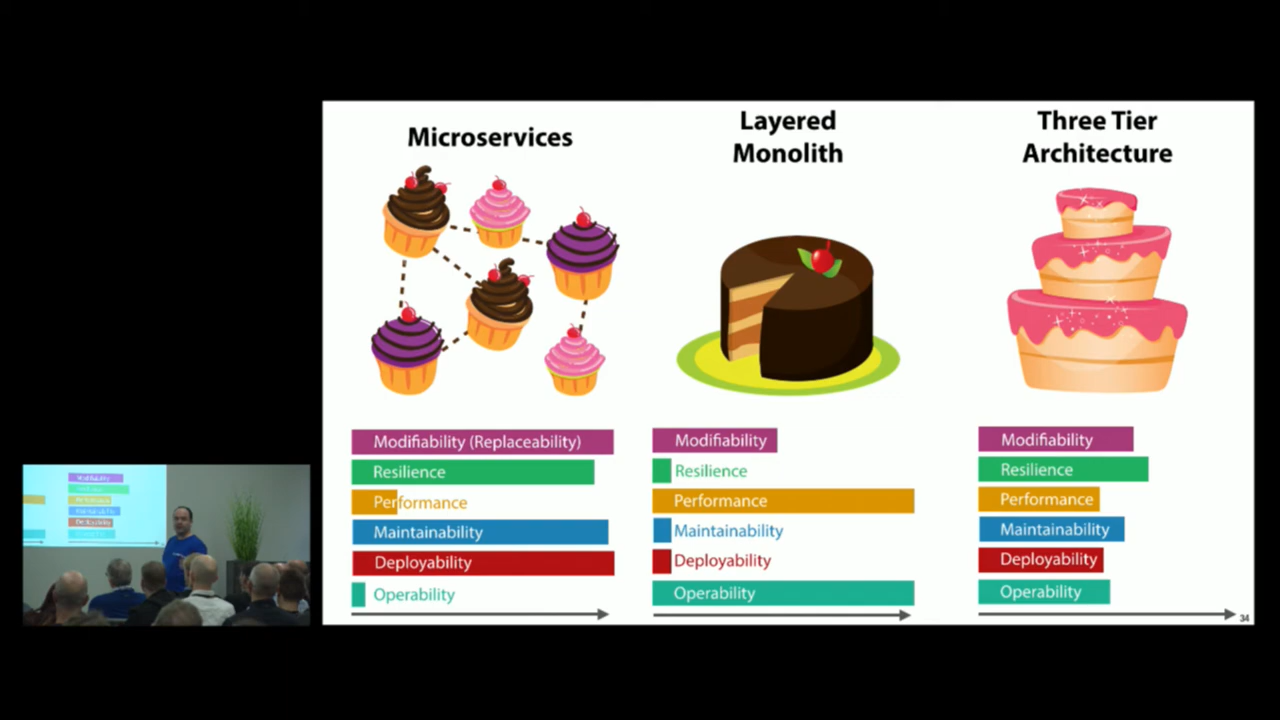 Microservices
Modifiability (Replaceability)
Resilience
Performance
Maintainability
Deployability
Operability
Layered
Monolith
Modifiability
Resilience
Performance
Maintainability
Deployability
Operability
Three Tier
Architecture
Modifiability
Resilience
Performance
Maintainability
Deployability
Operability
34